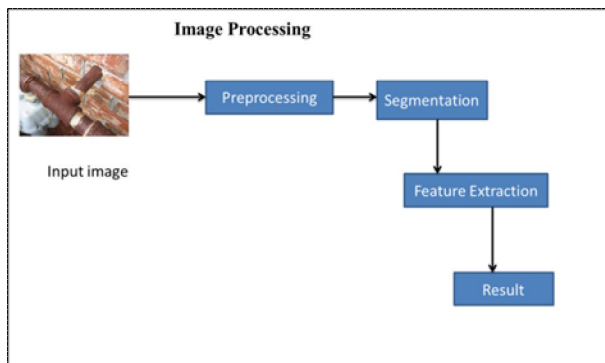 Image Processing
Preprocessing
Segmentation
Input image
Feature Extraction
Result